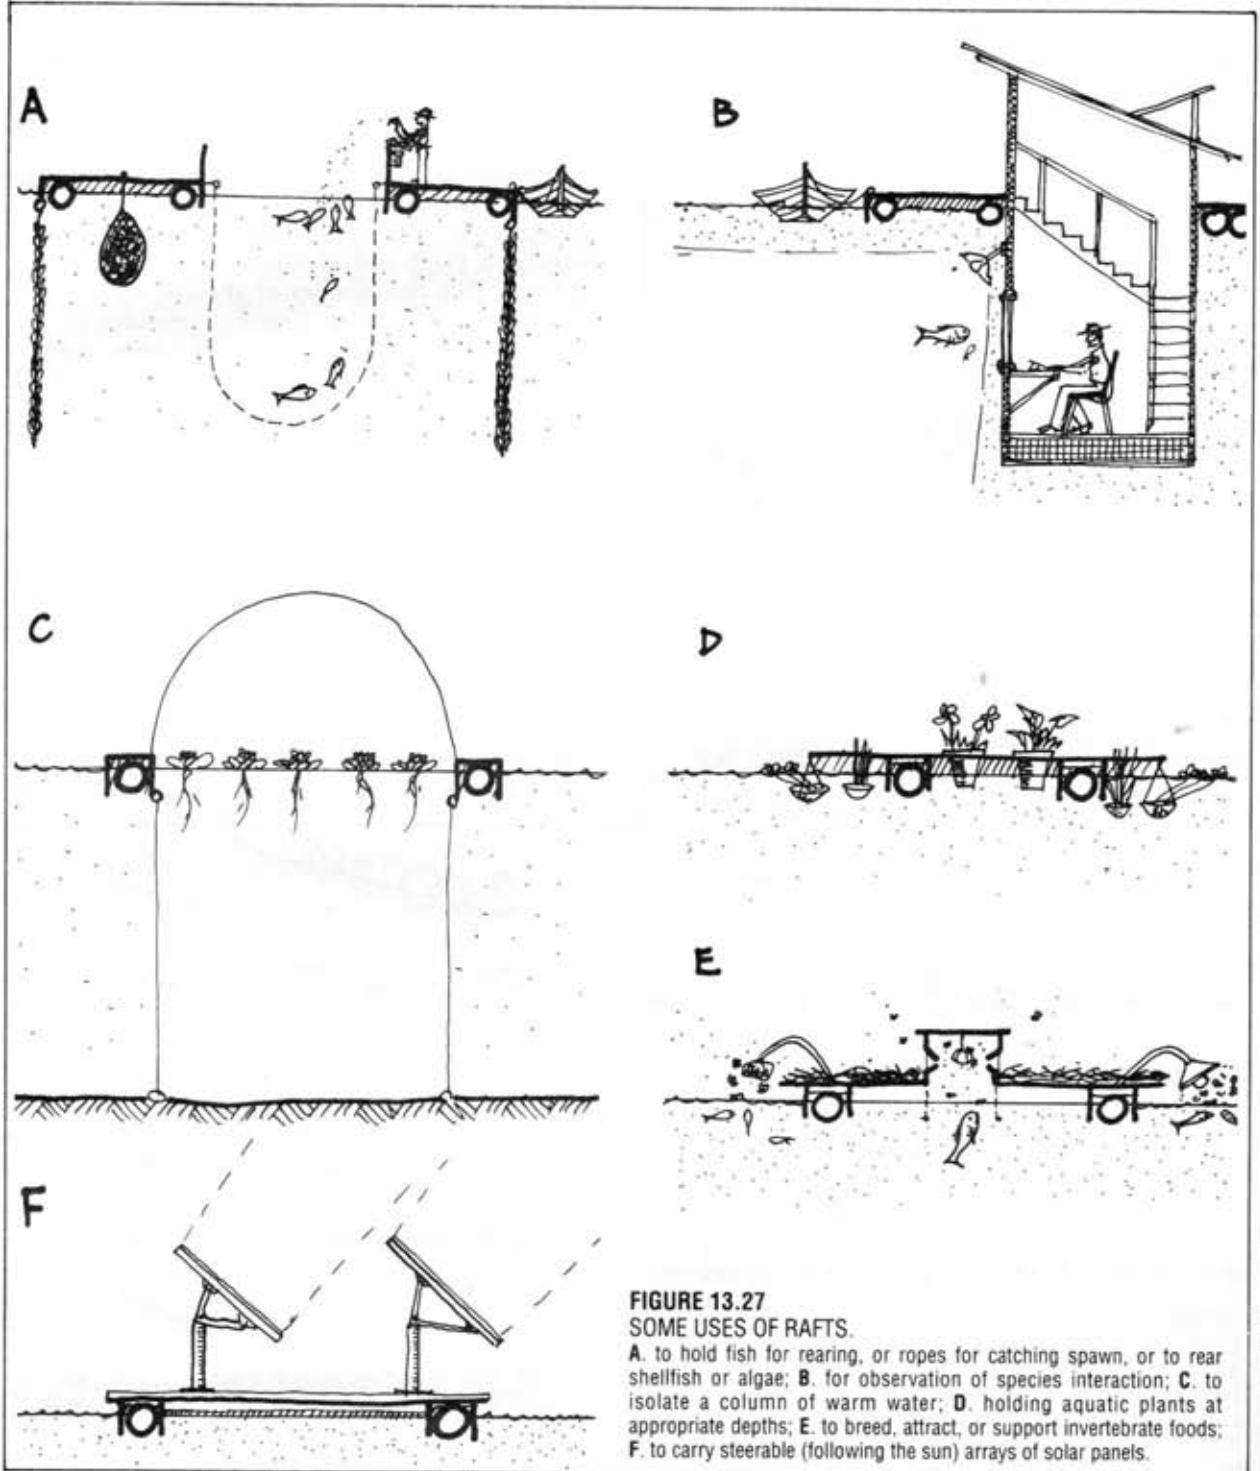 A
B
C
D
E
F
FIGURE 13.27
SOME USES OF RAFTS.
A. to hold fish for rearing, or ropes for catching spawn, or to rear
shellfish or algae; B. for observation of species interaction; C. to
isolate a column of warm water; D. holding aquatic plants at
appropriate depths; E. to breed, attract, or support invertebrate foods;
F. to carry steerable (following the sun) arrays of solar panels.